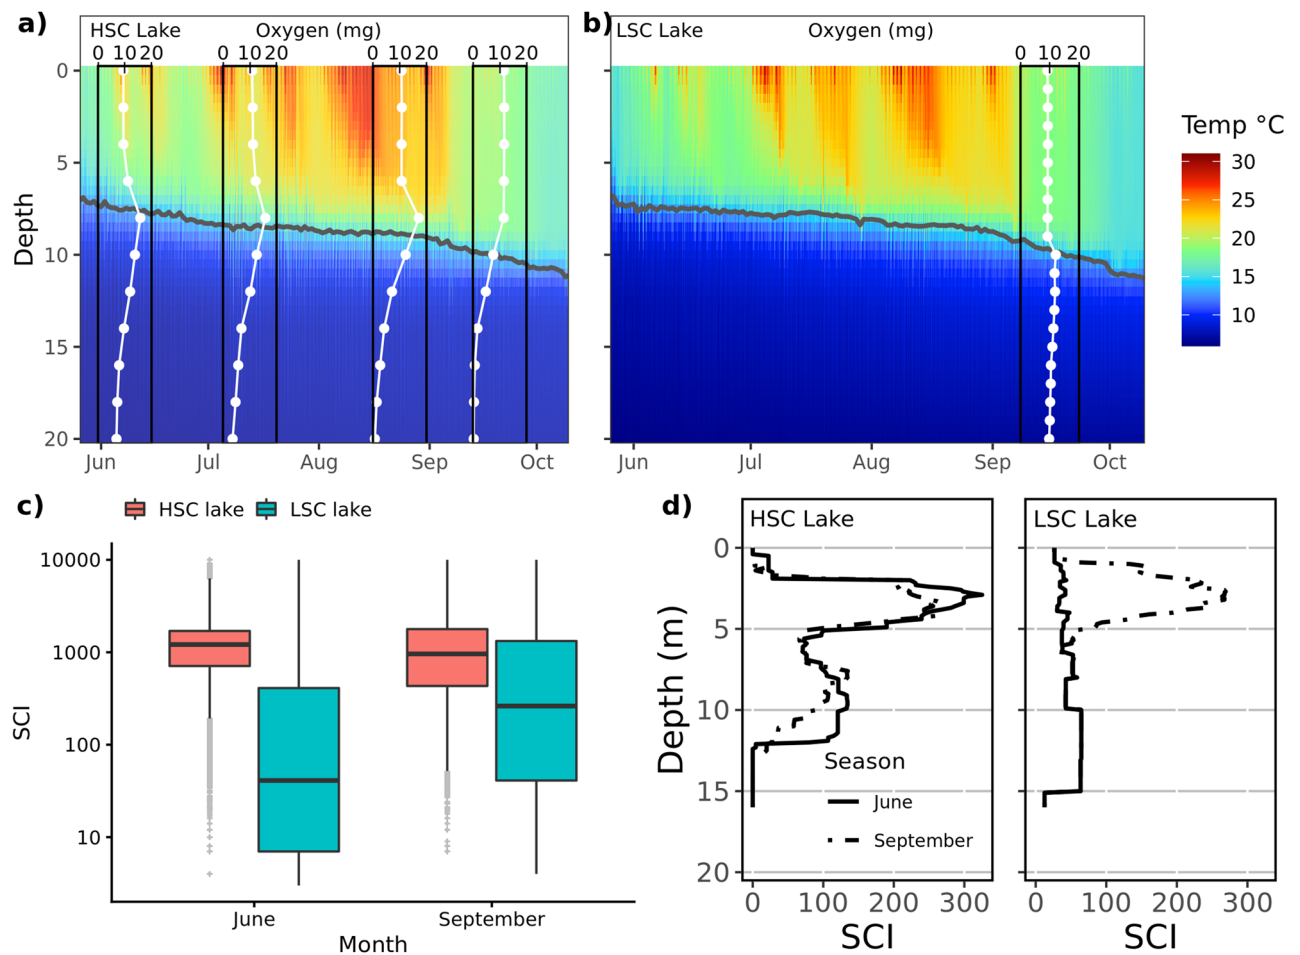 a)
HSC Lake
Oxygen (mg)
0 10 20 0 10 20 0 10 20 0 10 20
b)
LSC Lake
Oxygen (mg)
0 10 20
Depth
0
5
10
15
20
Jun Jul Aug Sep Oct
Jun Jul Aug Sep Oct
Temp °C
30
25
20
15
10
c)
HSC lake LSC lake
SCI
10000
1000
100
10
June September
Month
d)
HSC Lake
LSC Lake
Depth (m)
0
5
10
15
20
Season
June
September
0 100 200 300
0 100 200 300
SCI
SCI